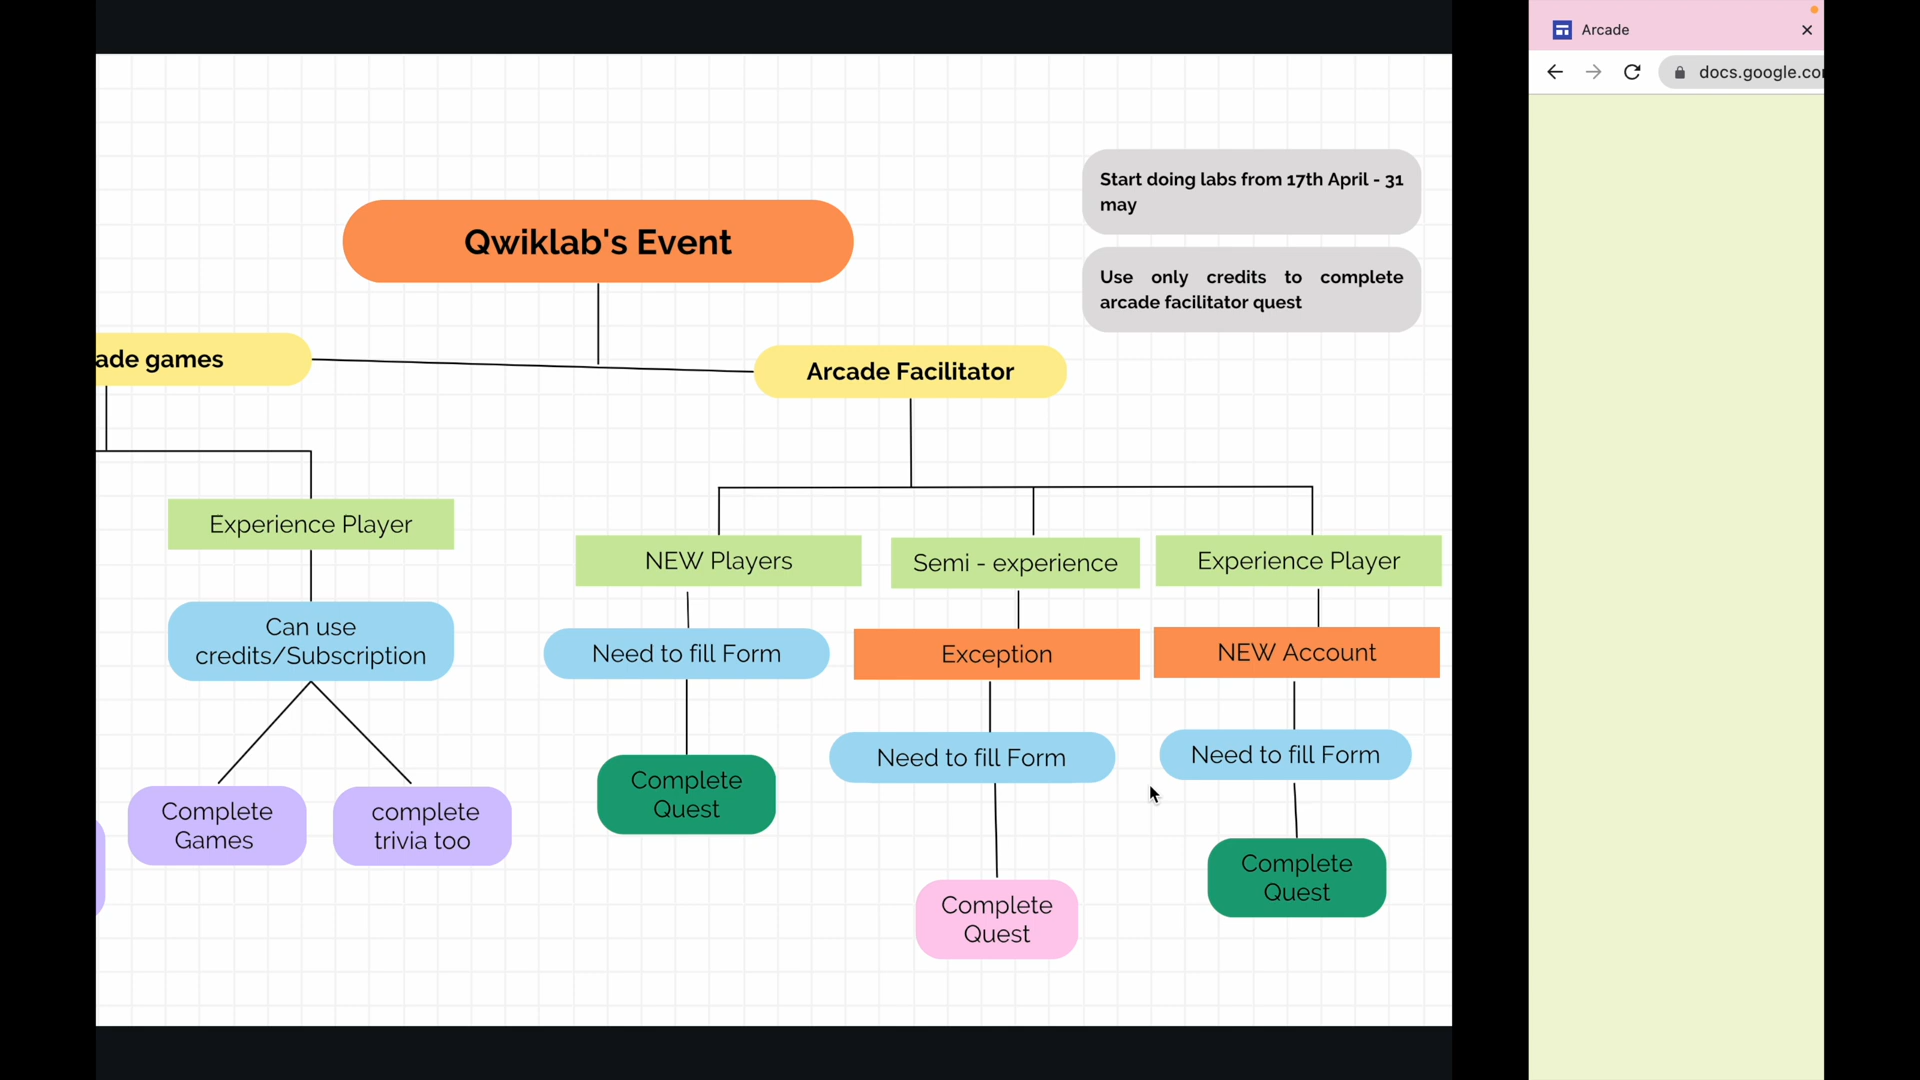 Arcade
docs.google.co
Start doing labs from 17th April - 31
may
Qwiklab's Event
Use only credits to complete
arcade facilitator quest
ade games
Arcade Facilitator
Experience Player
NEW Players
Semi - experience
Experience Player
Can use
credits/Subscription
Need to fill Form
Exception
NEW Account
Complete
Games
complete
trivia too
Complete
Quest
Need to fill Form
Need to fill Form
Complete
Quest
Complete
Quest